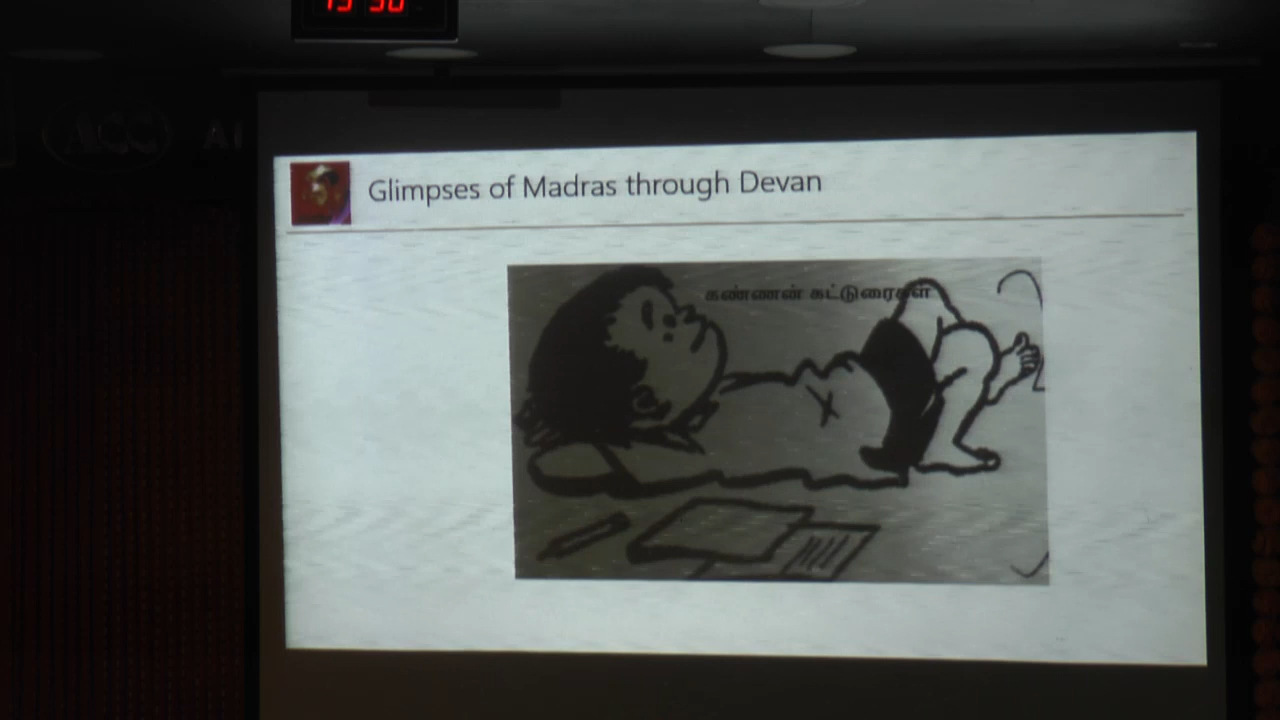 Glimpses of Madras through Devan
கண்ணன் கட்டுரைகள்